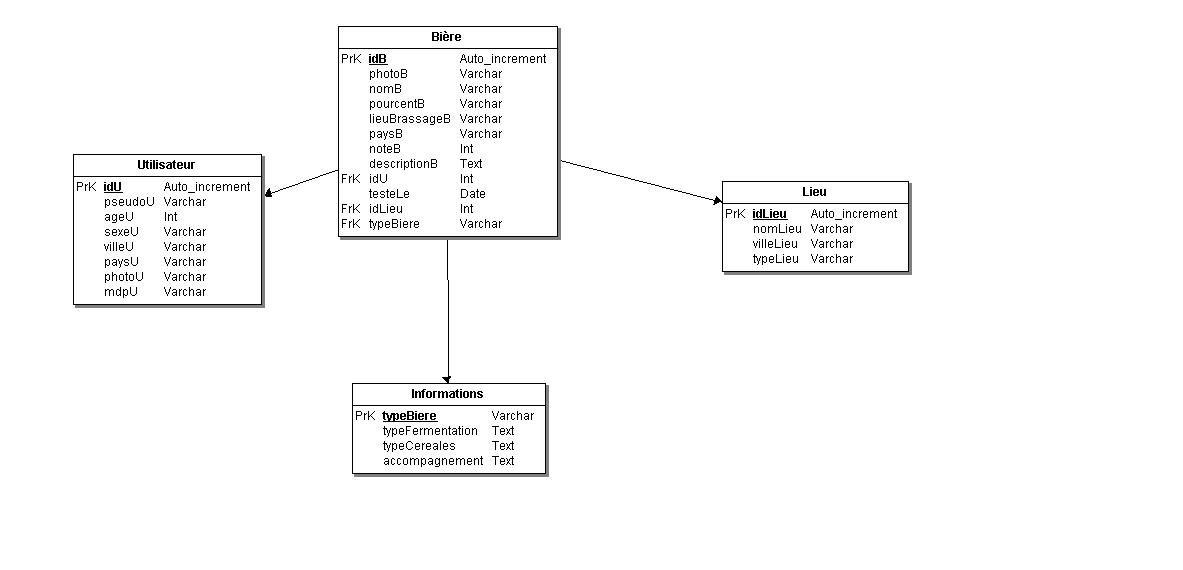 Bière
PrK idB Auto_increment
photoB Varchar
nomB Varchar
pourcentB Varchar
lieuBrassageB Varchar
paysB Varchar
noteB Int
descriptionB Text
FrK idU Int
testeLe Date
FrK idLieu Int
FrK typeBiere Varchar
Utilisateur
PrK idU Auto_increment
pseudoU Varchar
ageU Int
sexeU Varchar
villeU Varchar
paysU Varchar
photoU Varchar
mdpU Varchar
Lieu
PrK idLieu Auto_increment
nomLieu Varchar
villeLieu Varchar
typeLieu Varchar
Informations
PrK typeBiere Varchar
typeFermentation Text
typeCereales Text
accompagnement Text